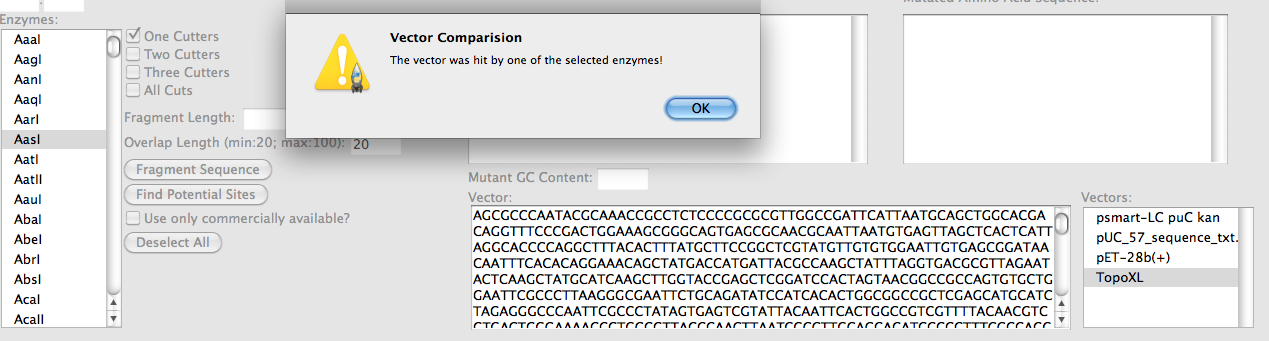 Mutated Amino Acid Sequence:
Enzymes:
AaaI
AagI
AanI
AaqI
AarI
AasI
AatI
AatII
AauI
AbaI
AbeI
AbrI
AbsI
AcaI
AcaII
One Cutters
Two Cutters
Three Cutters
All Cuts
Fragment Length:
Overlap Length (min:20; max:100): 20
Fragment Sequence
Find Potential Sites
Use only commercially available?
Deselect All
Vector Comparision
The vector was hit by one of the selected enzymes!
OK
Mutant GC Content:
Vector:
AGCGCCCAATACGCAAACCGCCTCTCCCCGCGCGTTGGCCGATTCATTAATGCAGCTGGCACGA
CAGGTTTCCCGACTGGAAAGCGGGCAGTGAGCGCAACGCAATTAATGTGAGTTAGCTCACTCATT
AGGCACCCCAGGCTTTACACTTTATGCTTCCGGCTCGTATGTTGTGTGGAATTGTGAGCGGATAA
CAATTTCACACAGGAAACAGCTATGACCATGATTACGCCAAGCTATTTAGGTGACGCGTTAGAAT
ACTCAAGCTATGCATCAAGCTTGGTACCGAGCTCGGATCCACTAGTAACGGCCGCCAGTGTGCTG
GAATTCGCCCTTAAGGGCGAATTCTGCAGATATCCATCACACTGGCGGCCGCTCGAGCATGCATC
TAGAGGGCCCAATTCGCCCTATAGTGAGTCGTATTACAATTCACTGGCCGTCGTTTTACAACGTC
Vectors:
psmart-LC puC kan
pUC_57_sequence_txt.
pET-28b(+)
TopoXL